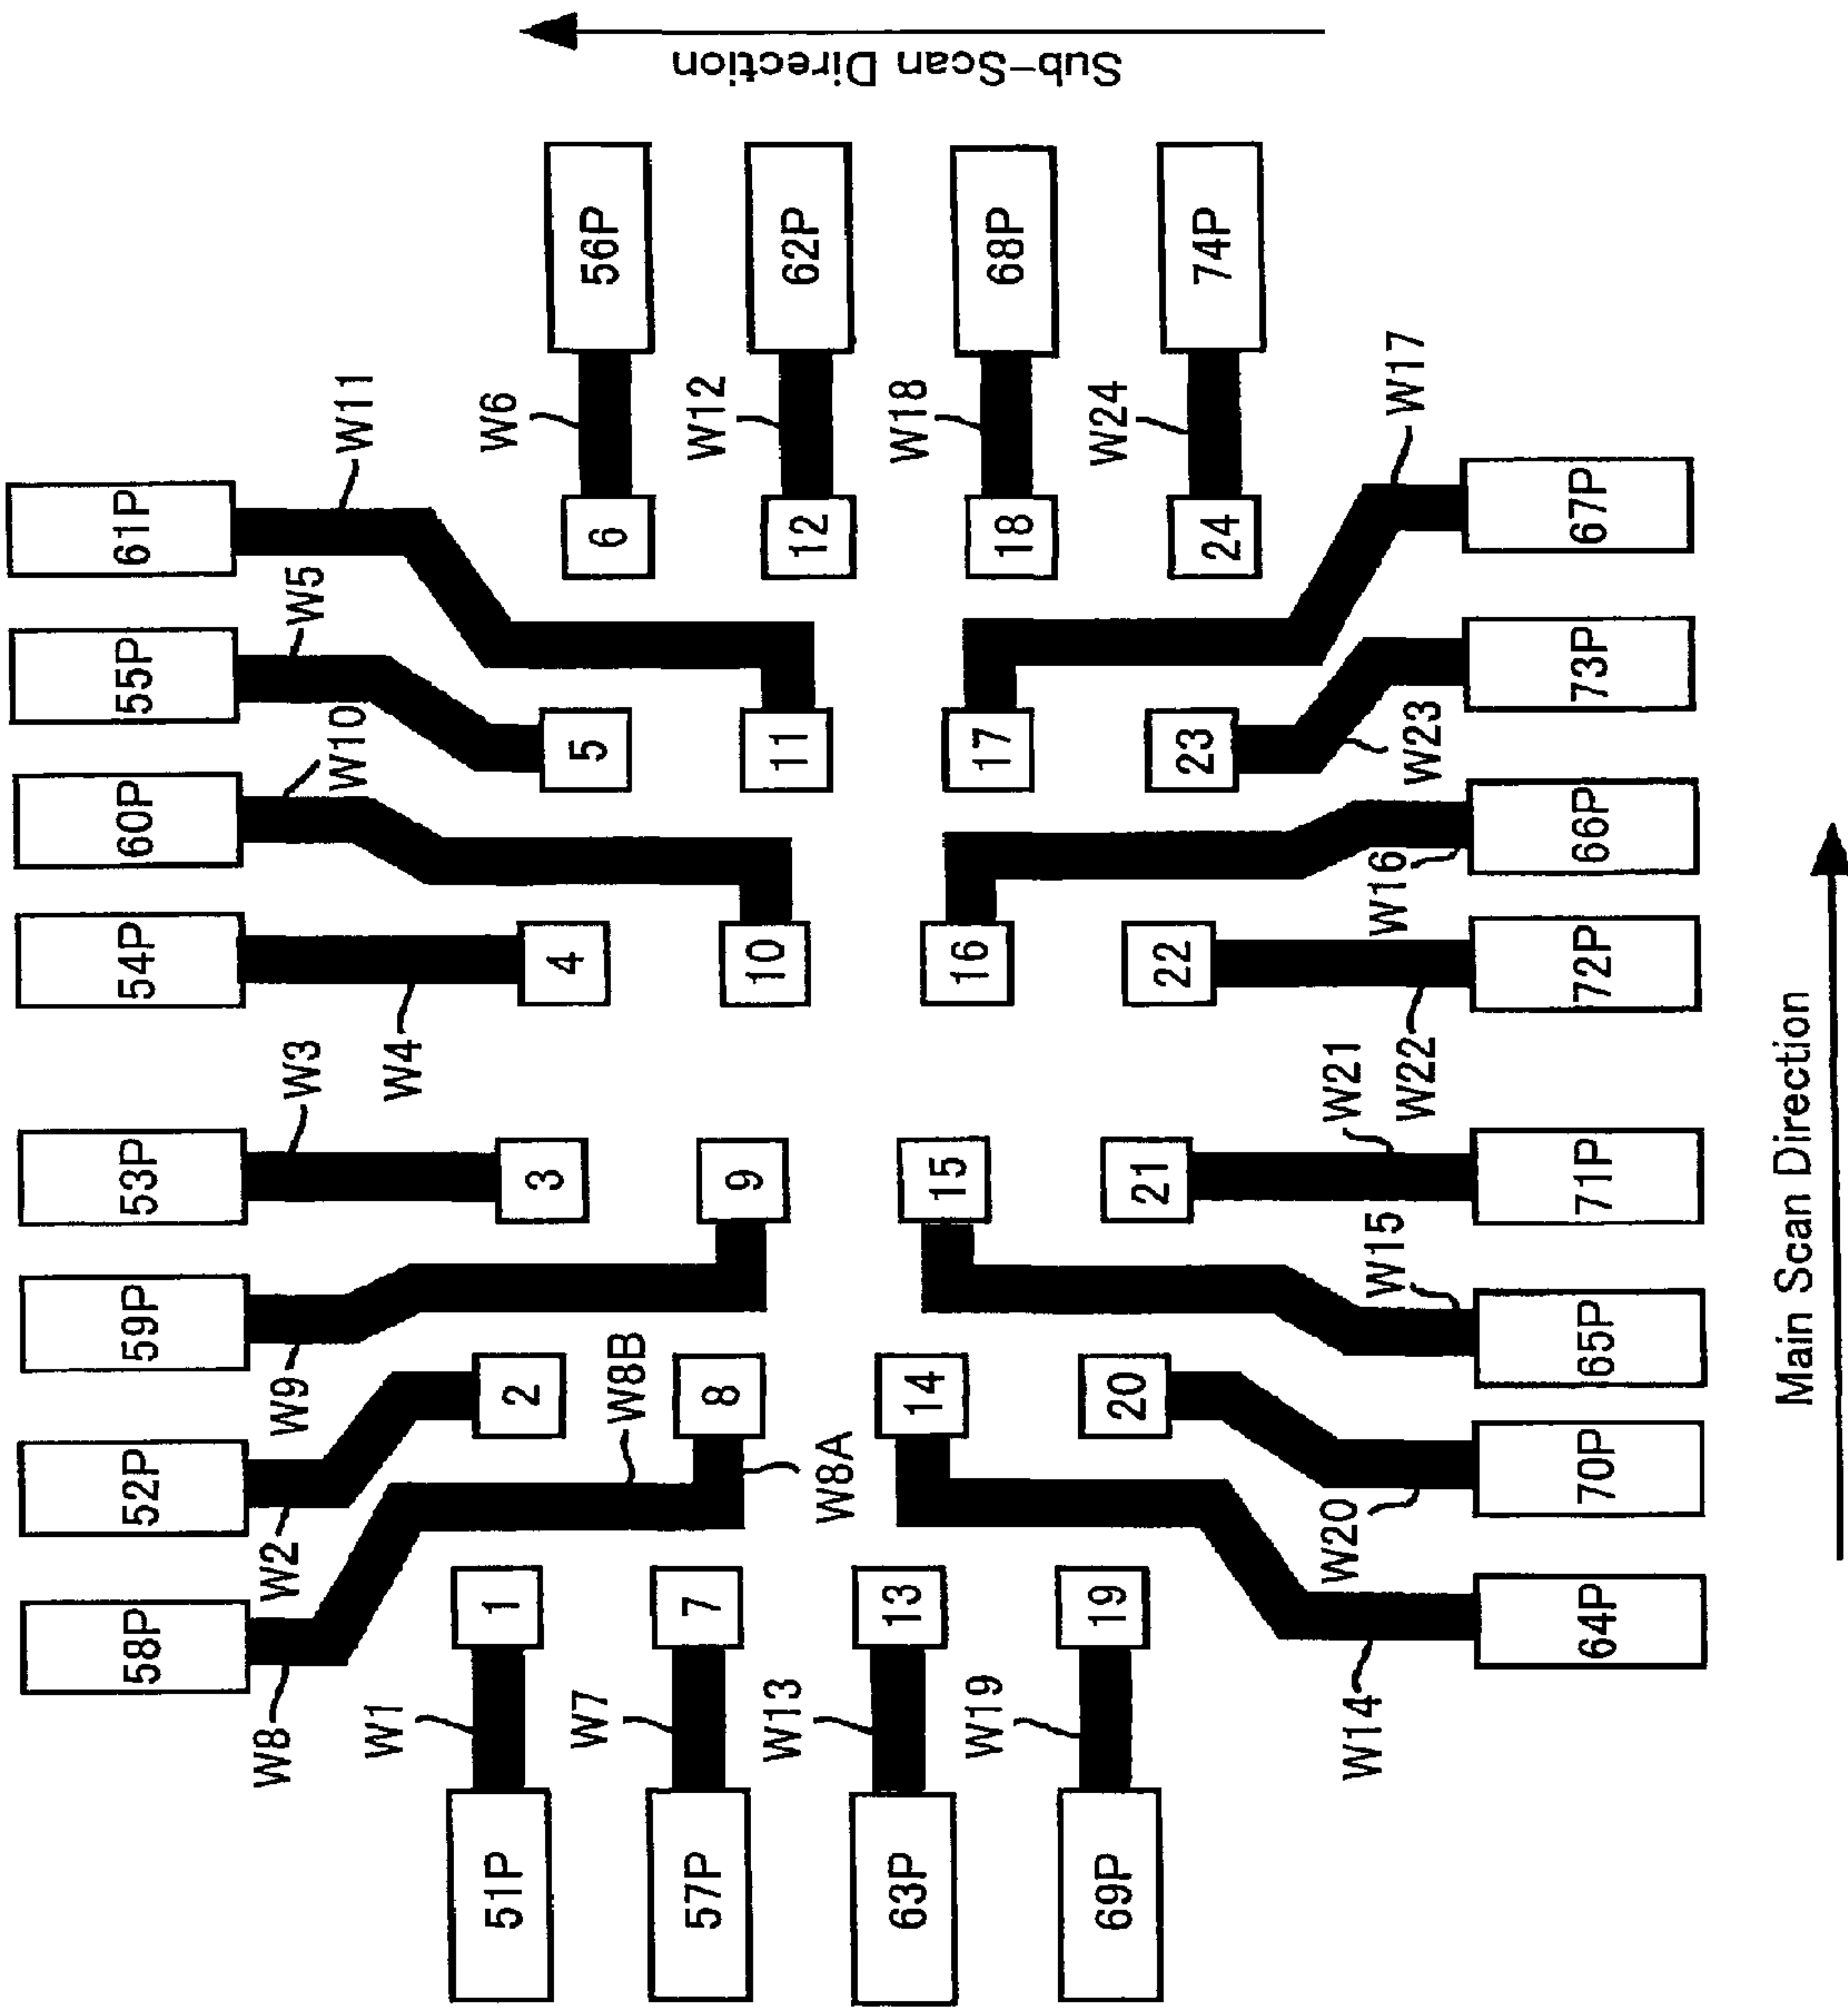 58P 52P 59P 53P 54P 60P 55P 61P
W8 W2 W9 W3 W5
W10 W11
W1 W4
W6
51P 1 2 3 4 5 6 56P
W7 W8B W12
57P 7 8 9 10 11 12 62P
W13 W8A W18
63P 13 14 15 16 17 18 68P
W19 W24
69P 19 20 21 22 23 24 74P
W14 W20 W15 W21 W22 W16 W23 W17
64P 70P 65P 71P 72P 66P 73P 67P
Main Scan Direction
Sub-Scan Direction